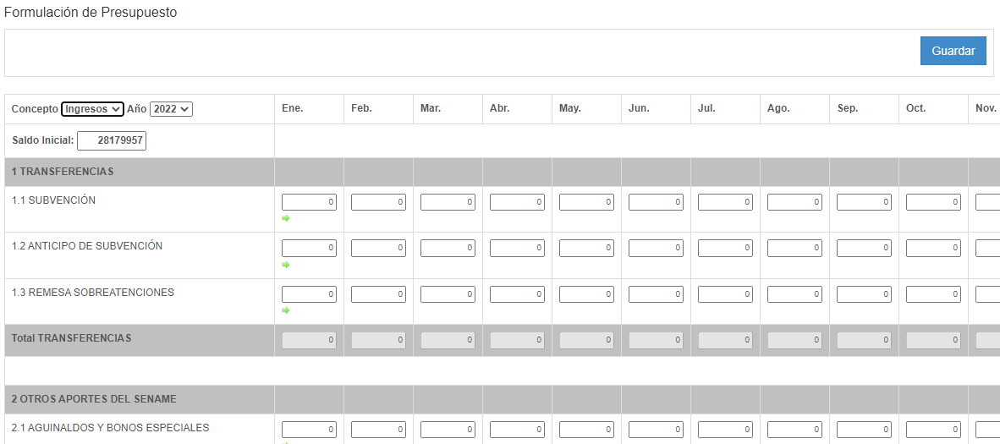 Formulación de Presupuesto
Guardar
Concepto Ingresos Año 2022 Ene. Feb. Mar. Abr. May. Jun. Jul. Ago. Sep. Oct. Nov.
Saldo Inicial: 28179957
1 TRANSFERENCIAS
1.1 SUBVENCIÓN 0 0 0 0 0 0 0 0 0 0
1.2 ANTICIPO DE SUBVENCIÓN 0 0 0 0 0 0 0 0 0 0
1.3 REMESA SOBREATENCIONES 0 0 0 0 0 0 0 0 0 0
Total TRANSFERENCIAS 0 0 0 0 0 0 0 0 0 0
2 OTROS APORTES DEL SENAME
2.1 AGUINALDOS Y BONOS ESPECIALES 0 0 0 0 0 0 0 0 0 0